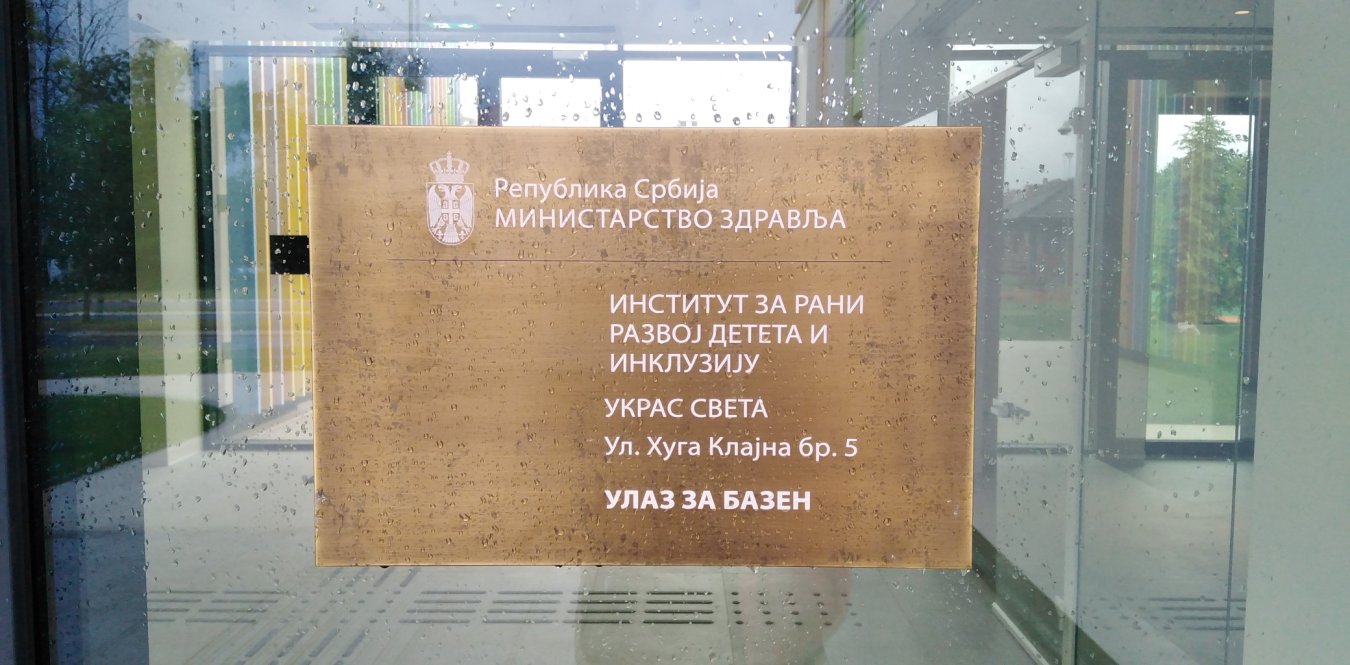 Република Србија
МИНИСТАРСТВО ЗДРАВЉА
ИНСТИТУТ ЗА РАНИ
РАЗВОЈ ДЕТЕТА И
ИНКЛУЗИЈУ
УКРАС СВЕТА
Ул. Хуга Клајна бр. 5
УЛАЗ ЗА БАЗЕН